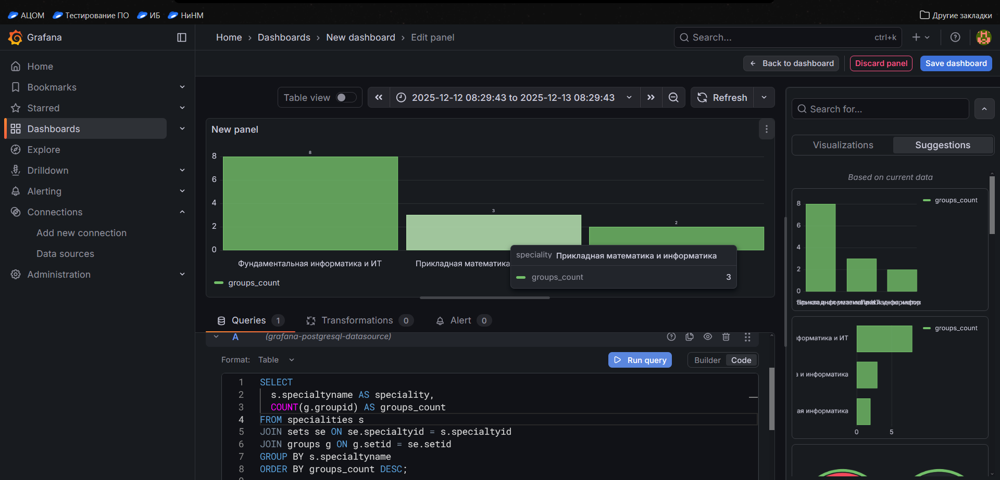 АЦОМ
Тестирование ПО
ИБ
НиНМ
Другие закладки
Grafana
Home › Dashboards › New dashboard › Edit panel
Search... ctrl+k
Back to dashboard
Discard panel
Save dashboard
Home
Bookmarks
Starred
Dashboards
Explore
Drilldown
Alerting
Connections
Add new connection
Data sources
Administration
Table view
2025-12-12 08:29:43 to 2025-12-13 08:29:43
Refresh
New panel
8
6
4
2
0
8
3
2
Фундаментальная информатика и ИТ
Прикладная математика
speciality Прикладная математика и информатика
groups_count 3
groups_count
Queries 1
Transformations 0
Alert 0
A (grafana-postgresql-datasource)
Format: Table
Run query
Builder
Code
1 SELECT
2 s.specialtyname AS speciality,
3 COUNT(g.groupid) AS groups_count
4 FROM specialities s
5 JOIN sets se ON se.specialtyid = s.specialtyid
6 JOIN groups g ON g.setid = se.setid
7 GROUP BY s.specialtyname
8 ORDER BY groups_count DESC;
Search for...
Visualizations
Suggestions
Based on current data
8
6
4
2
0
groups_count
формaтика и ИТ
а и информатика
ая информатика
0
5
groups_count